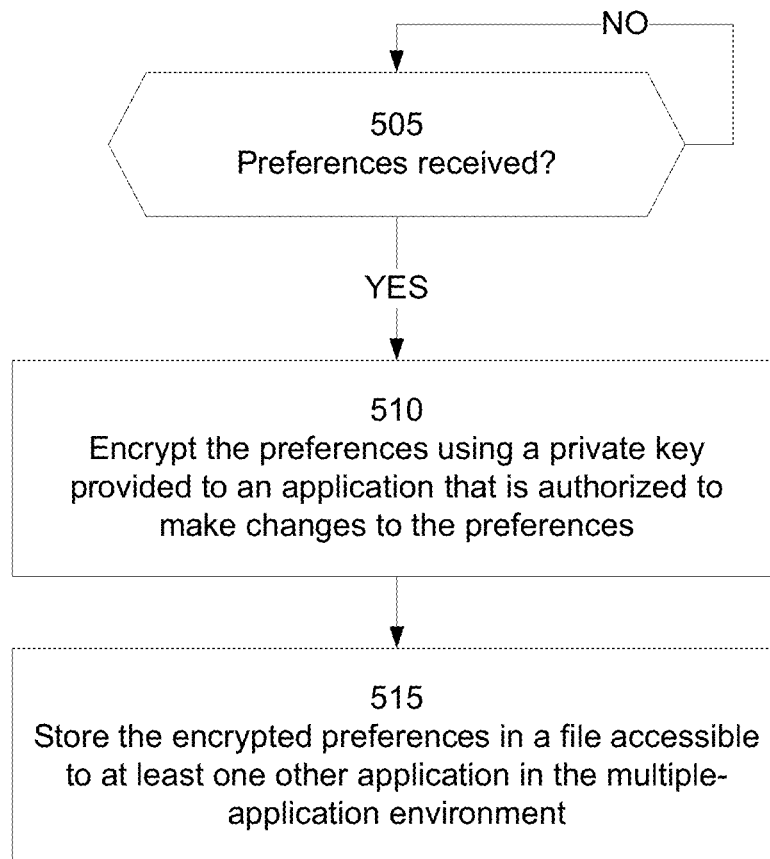 NO
505
Preferences received?
YES
510
Encrypt the preferences using a private key
provided to an application that is authorized to
make changes to the preferences
515
Store the encrypted preferences in a file accessible
to at least one other application in the multiple-
application environment